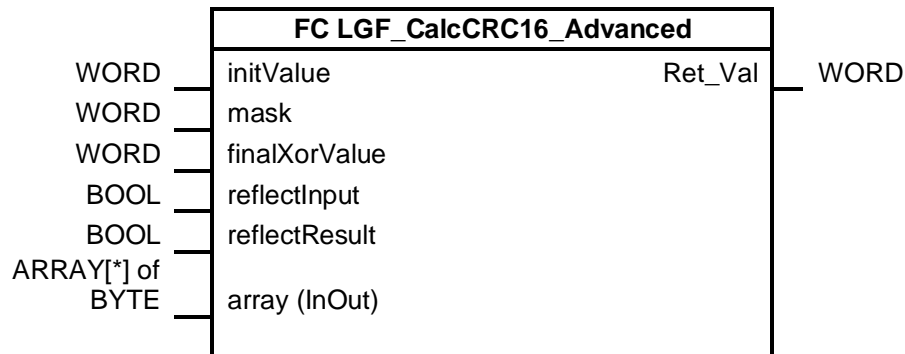 FC LGF_CalcCRC16_Advanced
WORD initValue Ret_Val WORD
WORD mask
WORD finalXorValue
BOOL reflectInput
BOOL reflectResult
ARRAY[*] of
BYTE array (InOut)